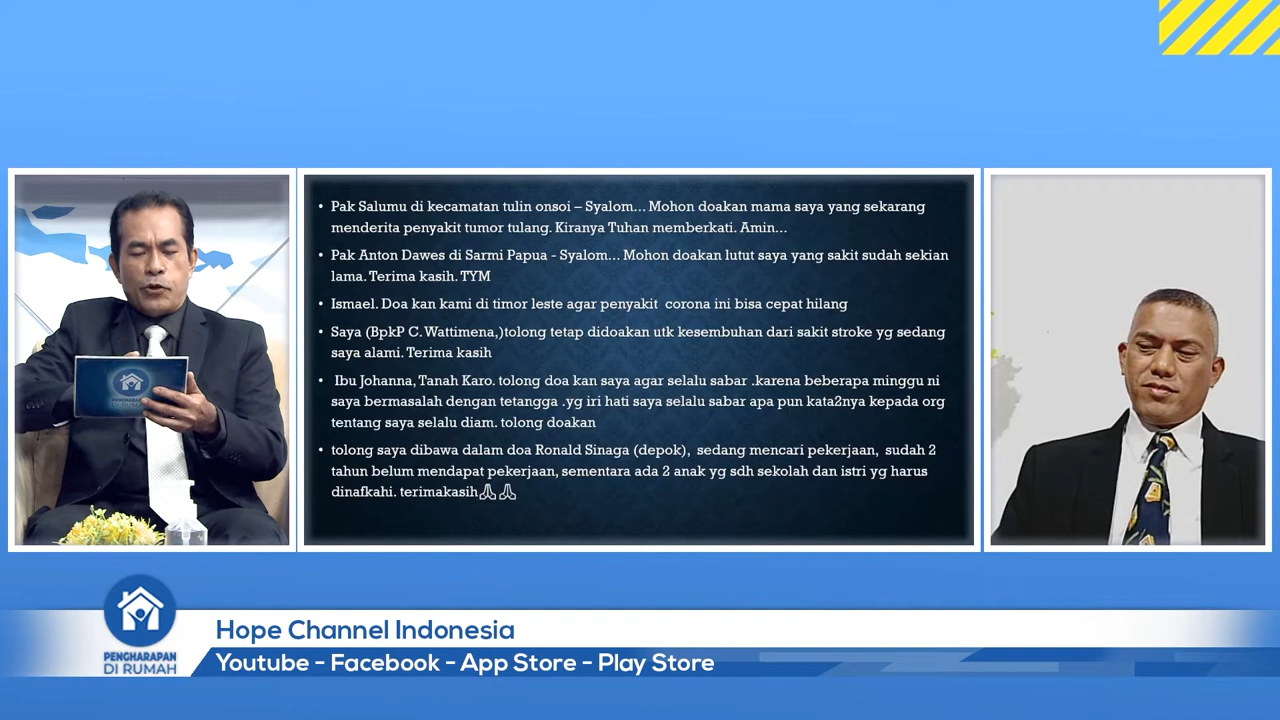 • Pak Salumu di kecamatan tulin onsoi – Syalom... Mohon doakan mama saya yang sekarang
menderita penyakit tumor tulang. Kiranya Tuhan memberkati. Amin...
• Pak Anton Dawes di Sarmi Papua - Syalom... Mohon doakan lutut saya yang sakit sudah sekian
lama. Terima kasih. TYM
• Ismael. Doa kan kami di timor leste agar penyakit corona ini bisa cepat hilang
• Saya (BpkP C. Wattimena,)tolong tetap didoakan utk kesembuhan dari sakit stroke yg sedang
saya alami. Terima kasih
• Ibu Johanna, Tanah Karo. tolong doa kan saya agar selalu sabar .karena beberapa minggu ni
saya bermasalah dengan tetangga .yg iri hati saya selalu sabar apa pun kata2nya kepada org
tentang saya selalu diam. tolong doakan
• tolong saya dibawa dalam doa Ronald Sinaga (depok), sedang mencari pekerjaan, sudah 2
tahun belum mendapat pekerjaan, sementara ada 2 anak yg sdh sekolah dan istri yg harus
dinafkahi. terimakasih🙏🙏
PENGHARAPAN
DI RUMAH
Hope Channel Indonesia
PENGHARAPAN
DI RUMAH
Youtube - Facebook - App Store - Play Store